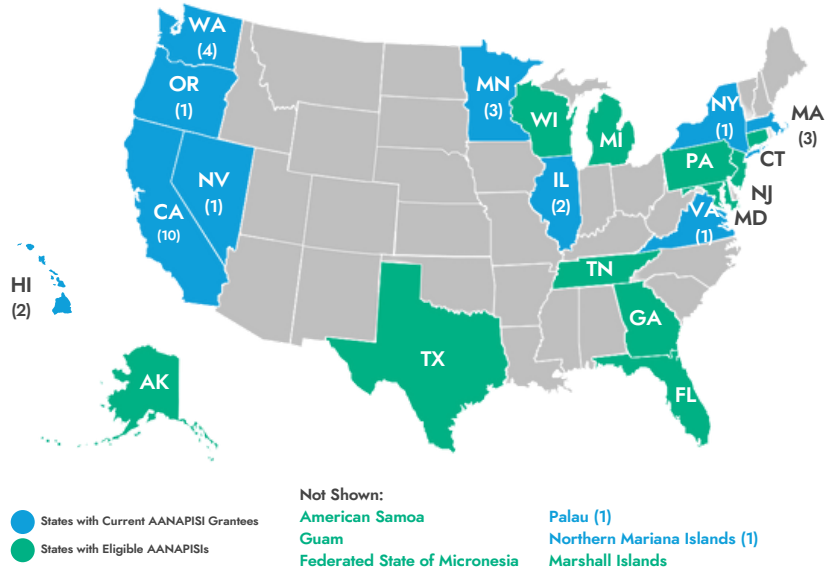 WA
(4)
OR
(1)
MN
(3)
WI
MI
NY
(1)
MA
(3)
CT
PA
NJ
MD
NV
(1)
IL
(2)
VA
(1)
CA
(10)
TN
HI
(2)
GA
TX
AK
FL
Not Shown:
States with Current AANAPISI Grantees
States with Eligible AANAPISIs
American Samoa
Guam
Federated State of Micronesia
Palau (1)
Northern Mariana Islands (1)
Marshall Islands